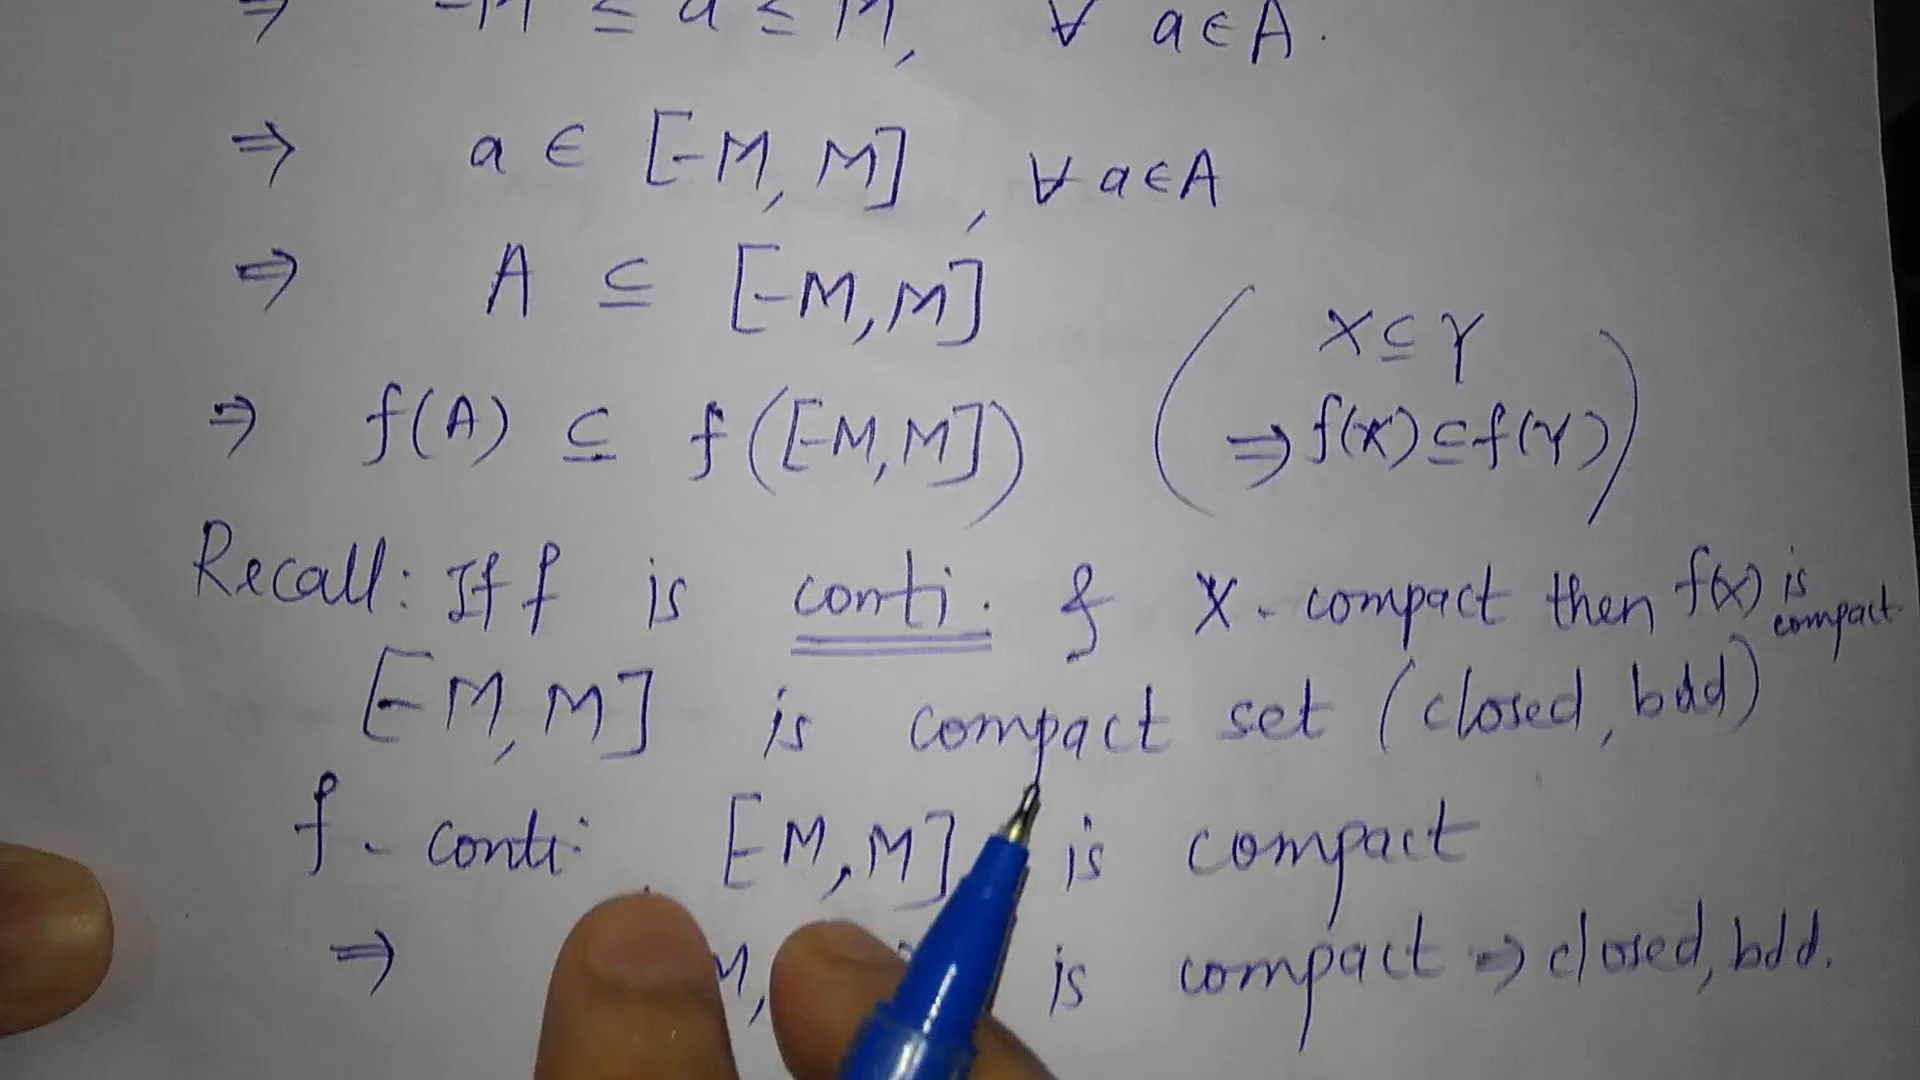 ⇒ -M ≤ a ≤ M, ∀ a∈A.
⇒ a ∈ [-M, M], ∀ a∈A
⇒ A ⊆ [-M, M]
⇒ f(A) ⊆ f([-M, M])
(X ⊆ Y
⇒ f(X) ⊆ f(Y))
Recall: If f is conti. & X - compact then f(X) is compact
[-M, M] is compact set (closed, bdd)
f - conti. [-M, M] is compact
⇒ M, is compact ⇒ closed, bdd.